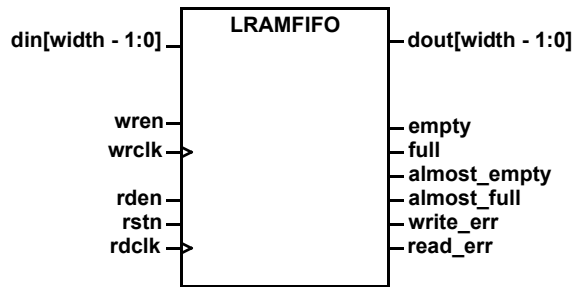 LRAMFIFO
din[width - 1:0]
dout[width - 1:0]
wren
empty
wrclk
full
almost_empty
rden
almost_full
rstn
write_err
rdclk
read_err